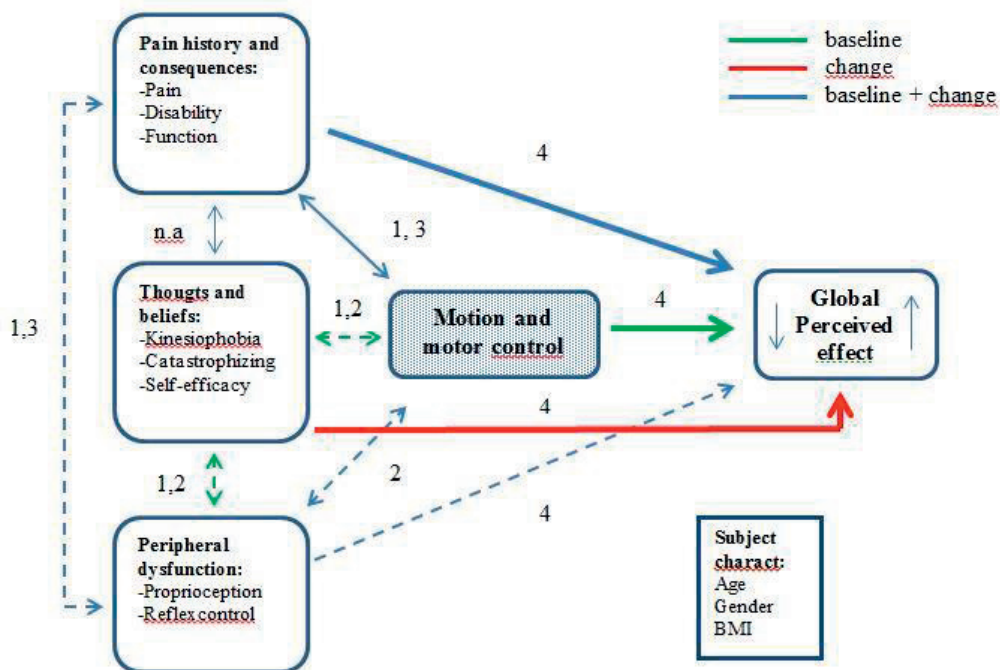 Pain history and
consequences:
-Pain
-Disability
-Function
baseline
change
baseline + change
4
n.a
1, 3
Thougts and
beliefs:
-Kinesiophobia
-Catastrophizing
-Self-efficacy
1,2
Motion and
motor control
4
Global
Perceived
effect
1,3
4
1,2
2
4
Peripheral
dysfunction:
-Proprioception
-Reflex control
Subject
charact:
Age
Gender
BMI